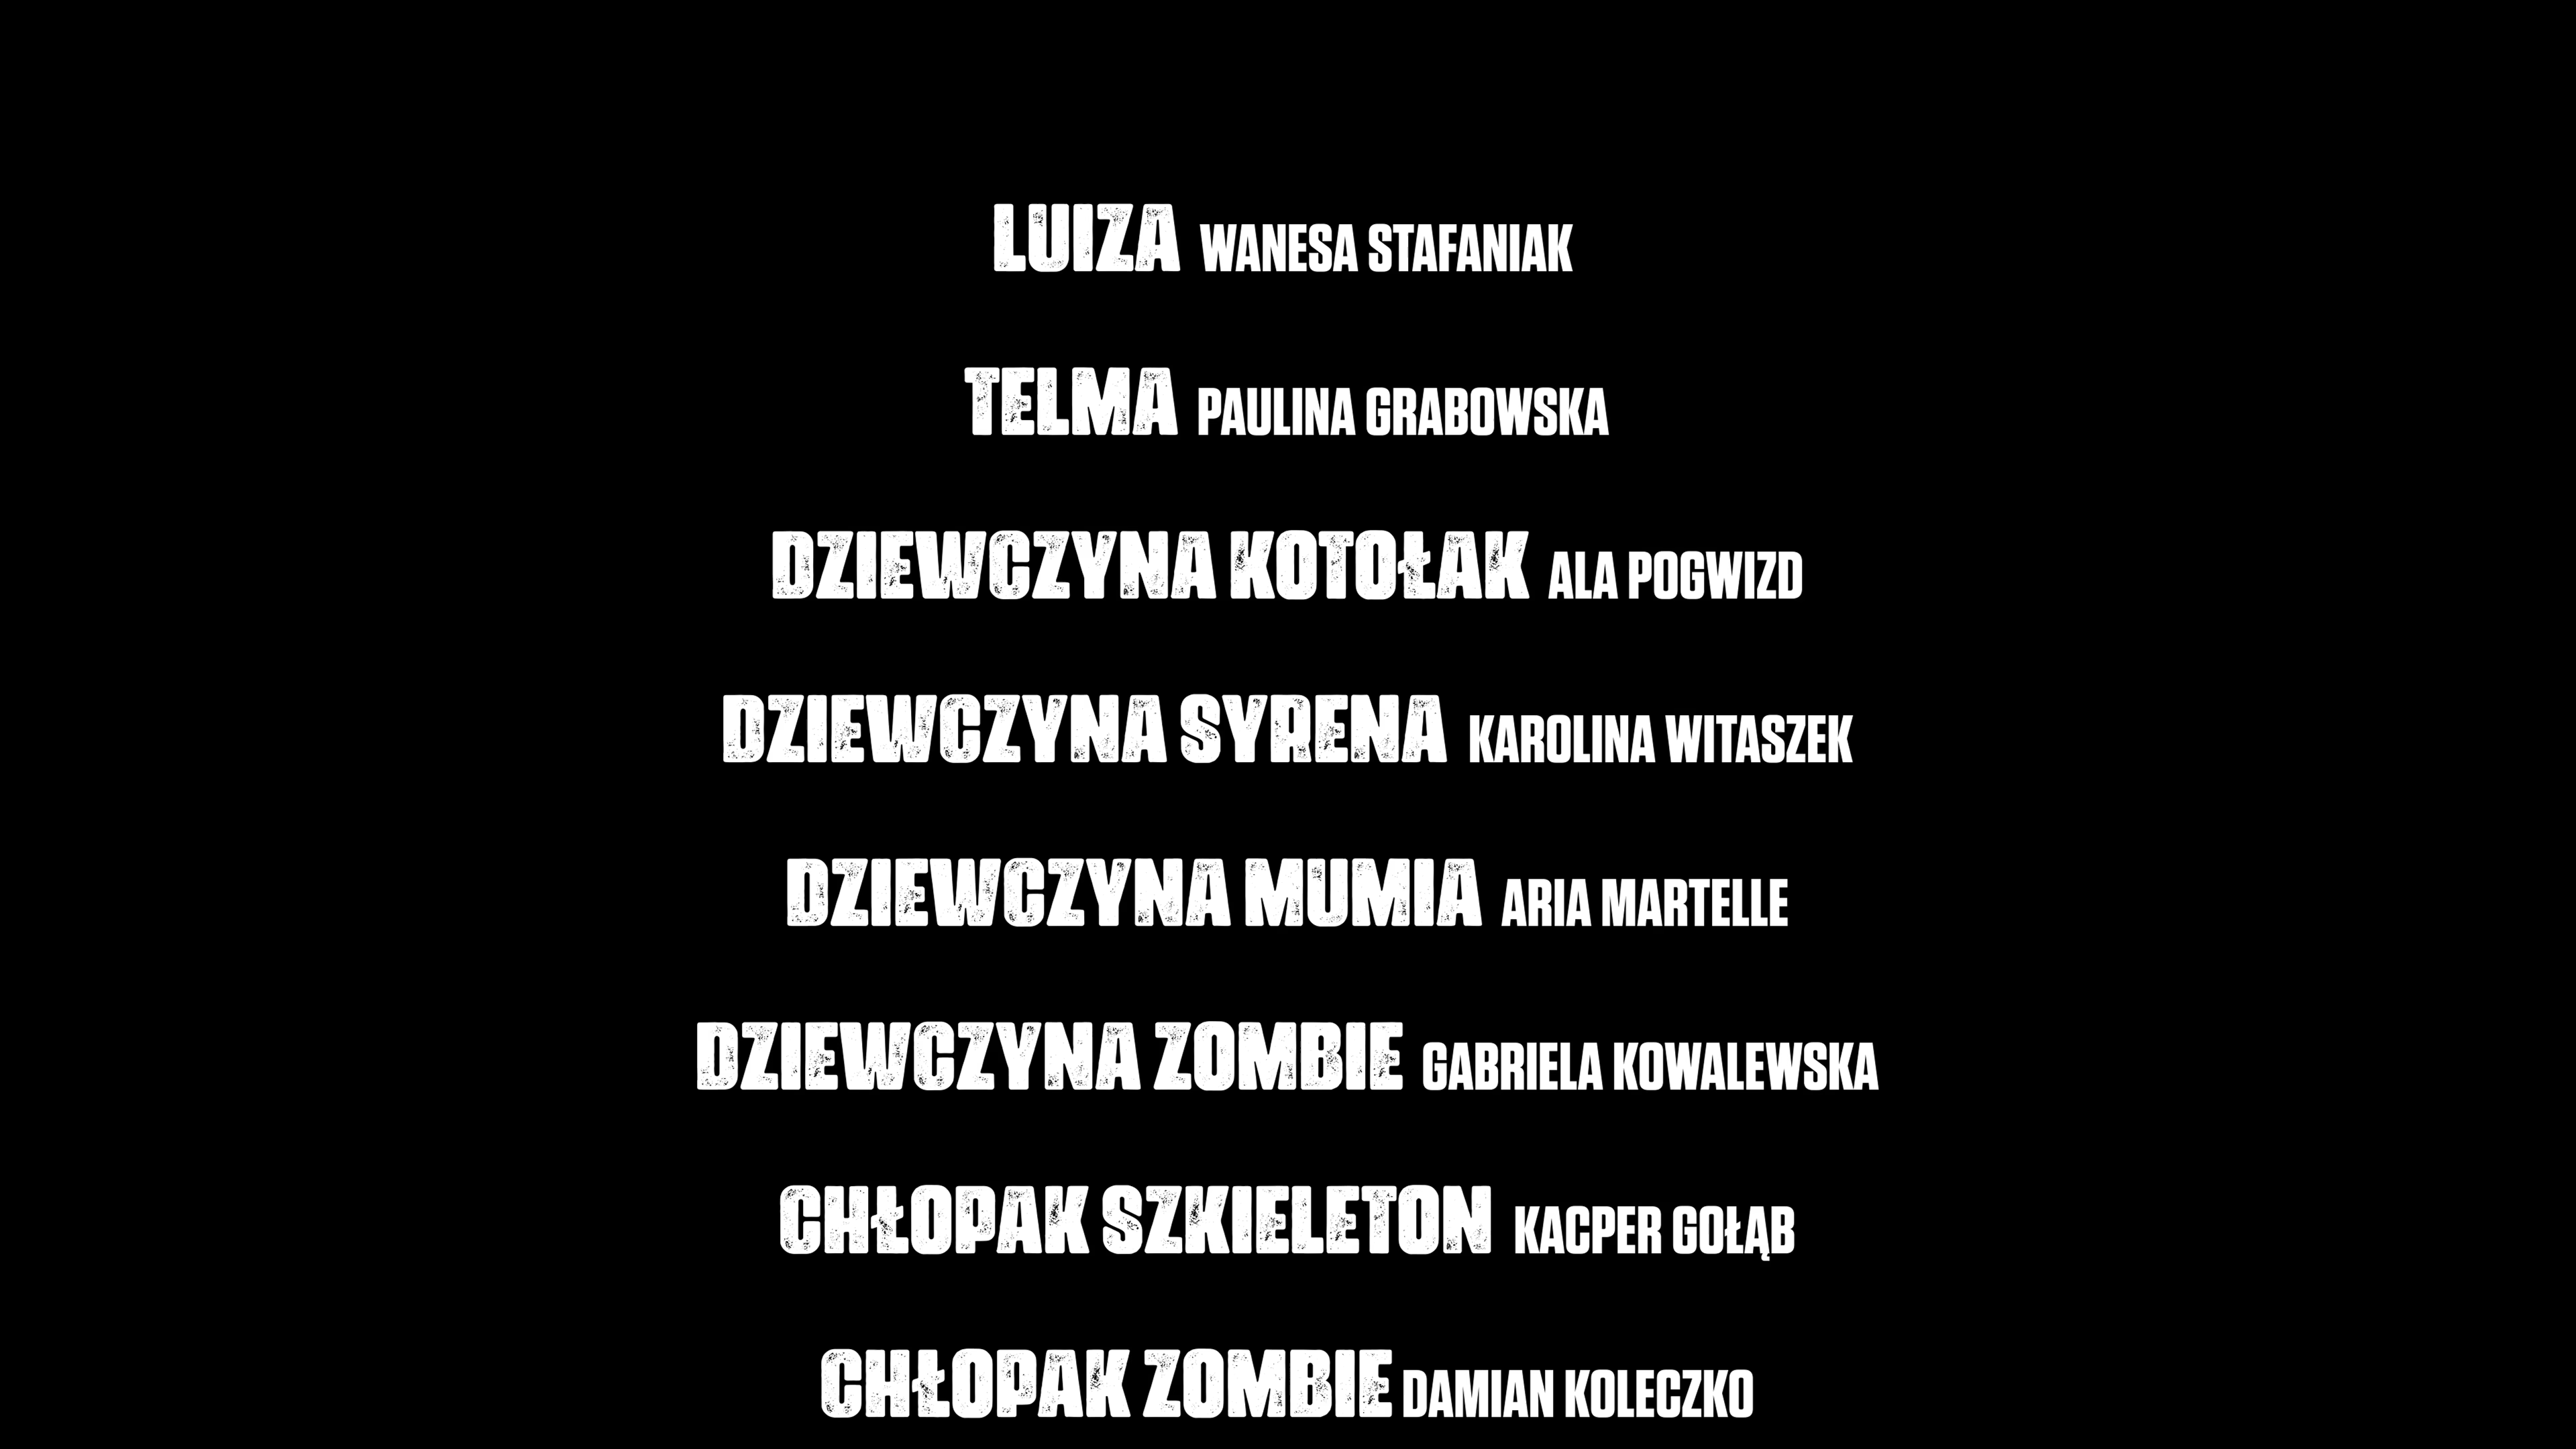 LUIZA WANESA STAFANIAK
TELMA PAULINA GRABOWSKA
DZIEWCZYNA KOTOŁAK ALA POGWIZD
DZIEWCZYNA SYRENA KAROLINA WITASZEK
DZIEWCZYNA MUMIA ARIA MARTELLE
DZIEWCZYNA ZOMBIE GABRIELA KOWALEWSKA
CHŁOPAK SZKIELETON KACPER GOŁĄB
CHŁOPAK ZOMBIE DAMIAN KOLECZKO